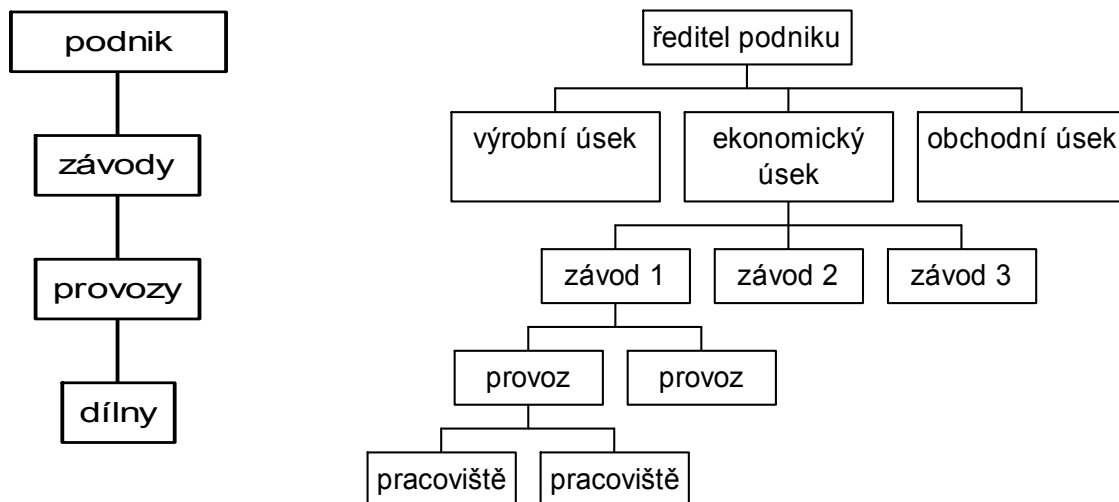 podnik
závody
provozy
dílny
ředitel podniku
výrobní úsek
ekonomický
úsek
obchodní úsek
závod 1
závod 2
závod 3
provoz
provoz
pracoviště
pracoviště